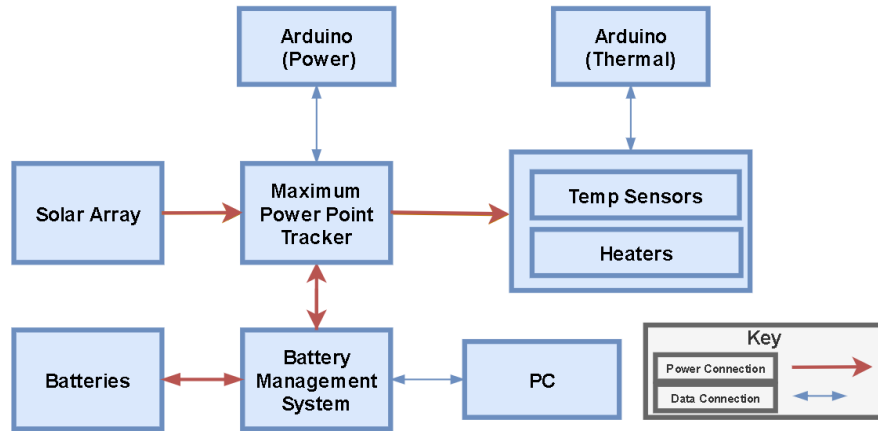 Arduino
(Power)
Arduino
(Thermal)
Solar Array
Maximum
Power Point
Tracker
Temp Sensors
Heaters
Batteries
Battery
Management
System
PC
Key
Power Connection
Data Connection